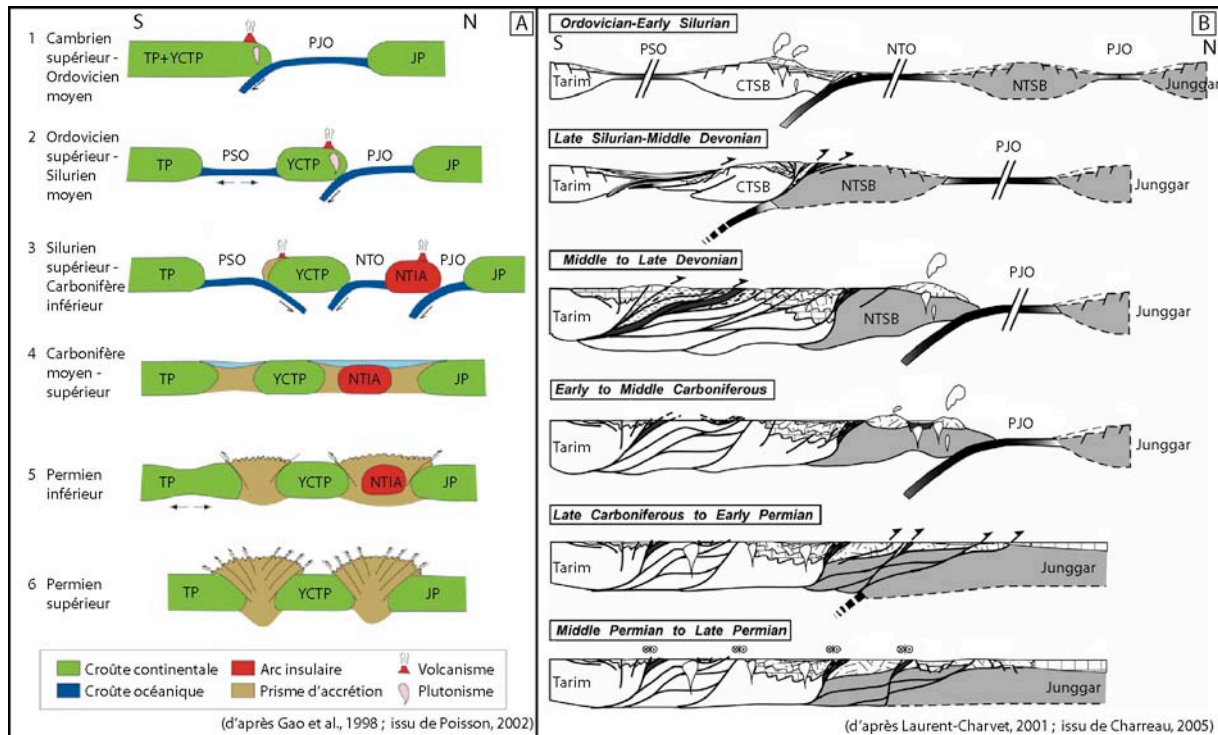 S
N
A
1 Cambrien
supérieur -
Ordovicien
moyen
TP+YCTP
PJO
JP
2 Ordovicien
supérieur -
Silurien
moyen
TP
PSO
YCTP
PJO
JP
3 Silurien
supérieur -
Carbonifère
inférieur
TP
PSO
YCTP
NTO
NTIA
PJO
JP
4 Carbonifère
moyen -
supérieur
TP
YCTP
NTIA
JP
5 Permien
inférieur
TP
YCTP
NTIA
JP
6 Permien
supérieur
TP
YCTP
JP
Croûte continentale
Arc insulaire
Volcanisme
Croûte océanique
Prisme d'accrétion
Plutonisme
(d'après Gao et al., 1998 ; issu de Poisson, 2002)
Ordovician-Early Silurian
B
S
N
PSO
NTO
PJO
Tarim
CTSB
NTSB
Junggar
Late Silurian-Middle Devonian
PJO
Tarim
CTSB
NTSB
Junggar
Middle to Late Devonian
PJO
Tarim
NTSB
Junggar
Early to Middle Carboniferous
PJO
Tarim
Junggar
Late Carboniferous to Early Permian
Tarim
Junggar
Middle Permian to Late Permian
Tarim
Junggar
(d'après Laurent-Charvet, 2001 ; issu de Charreau, 2005)